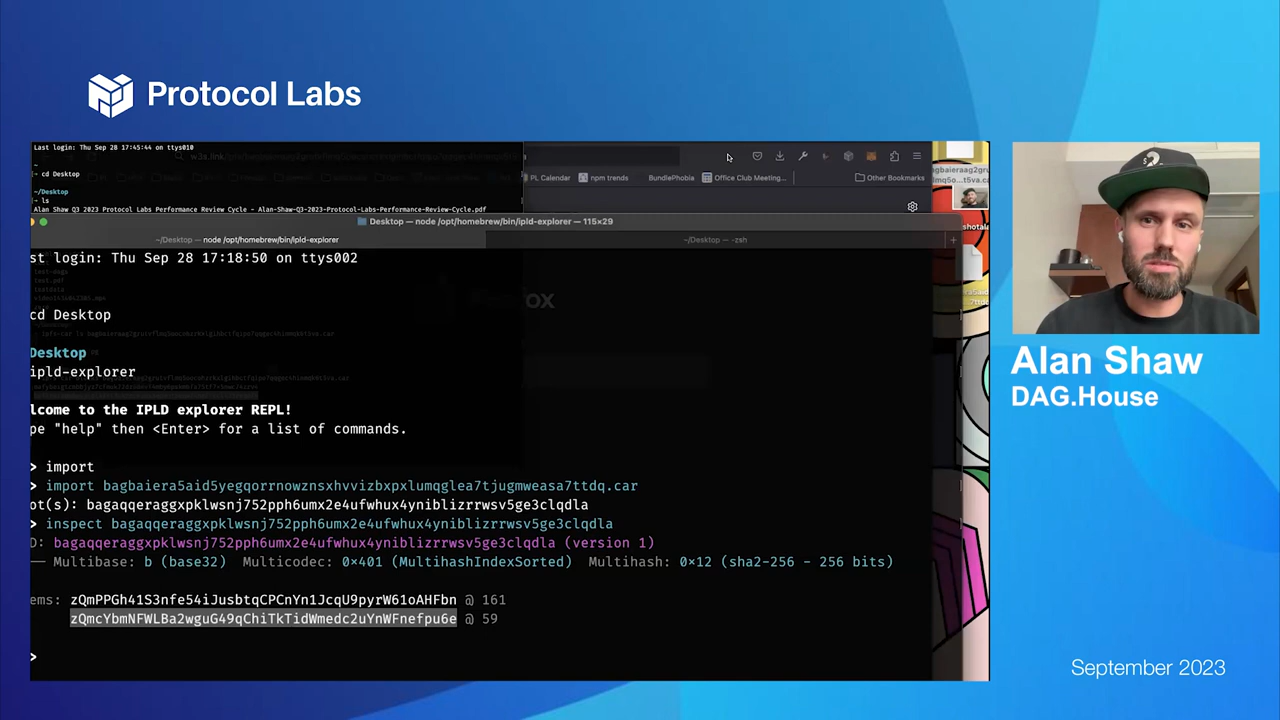 Protocol Labs
Last login: Thu Sep 28 17:45:44 on ttys010
~
cd Desktop
~/Desktop
ls
Alan Shaw Q3 2023 Protocol Labs Performance Review Cycle - Alan-Shaw-Q3-2023-Protocol-Labs-Performance-Review-Cycle.pdf
PL Calendar
npm trends
BundlePhobia
Office Club Meeting...
Other Bookmarks
Desktop — node /opt/homebrew/bin/ipld-explorer — 115×29
~/Desktop — node /opt/homebrew/bin/ipld-explorer
~/Desktop — -zsh
+
st login: Thu Sep 28 17:18:50 on ttys002
cd Desktop
Desktop
ipld-explorer
lcome to the IPLD explorer REPL!
pe "help" then <Enter> for a list of commands.
> import
> import bagbaiera5aid5yegqorrnowznsxhvvizbxpxlumqglea7tjugmweasa7ttdq.car
ot(s): bagaqqeraggxpklwsnj752pph6umx2e4ufwhux4yniblizrrwsv5ge3clqdla
> inspect bagaqqeraggxpklwsnj752pph6umx2e4ufwhux4yniblizrrwsv5ge3clqdla
D: bagaqqeraggxpklwsnj752pph6umx2e4ufwhux4yniblizrrwsv5ge3clqdla (version 1)
── Multibase: b (base32) Multicodec: 0×401 (MultihashIndexSorted) Multihash: 0×12 (sha2-256 - 256 bits)
ems: zQmPPGh41S3nfe54iJusbtqCPCnYn1JcqU9pyrW61oAHFbn @ 161
zQmcYbmNFWLBa2wguG49qChiTkTidWmedc2uYnWFnefpu6e @ 59
>
Alan Shaw
DAG.House
September 2023